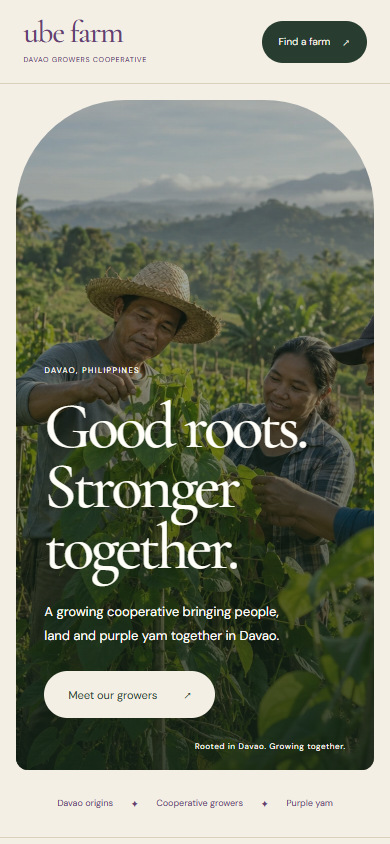 ube farm
DAVAO GROWERS COOPERATIVE
Find a farm ↗
DAVAO, PHILIPPINES
Good roots.
Stronger
together.
A growing cooperative bringing people,
land and purple yam together in Davao.
Meet our growers ↗
Rooted in Davao. Growing together.
Davao origins ✦ Cooperative growers ✦ Purple yam